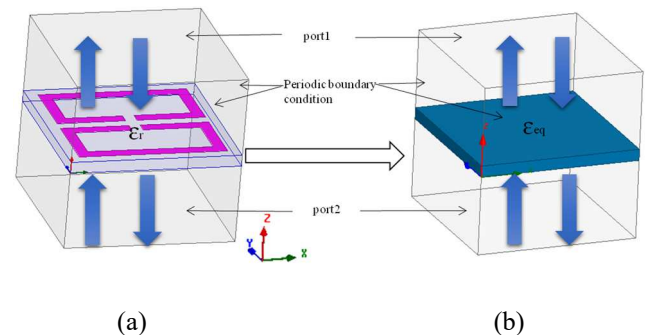 port1
Periodic boundary
condition
εr
εeq
port2
Z
Y
X
(a)
(b)